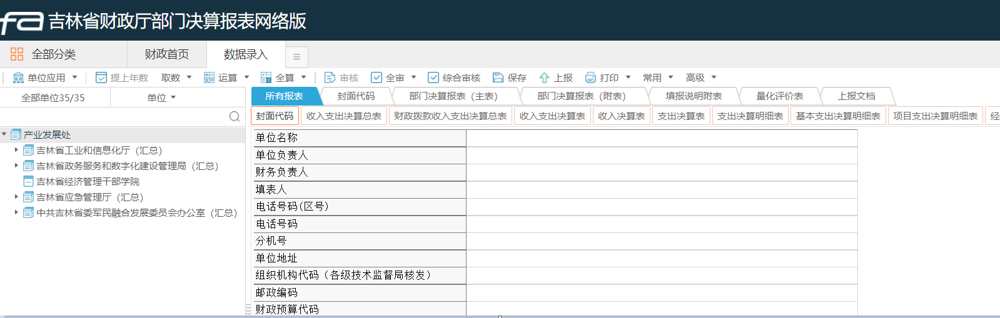 fa 吉林省财政厅部门决算报表网络版
全部分类 财政首页 数据录入
单位应用 提上年数 取数 运算 全算 审核 全审 综合审核 保存 上报 打印 常用 高级
全部单位35/35 单位
所有报表 封面代码 部门决算报表（主表） 部门决算报表（附表） 填报说明附表 量化评价表 上报文档
封面代码 收入支出决算总表 财政拨款收入支出决算总表 收入支出决算表 收入决算表 支出决算表 支出决算明细表 基本支出决算明细表 项目支出决算明细表 经
产业发展处
吉林省工业和信息化厅（汇总）
吉林省政务服务和数字化建设管理局（汇总）
吉林省经济管理干部学院
吉林省应急管理厅（汇总）
中共吉林省委军民融合发展委员会办公室（汇总）
单位名称
单位负责人
财务负责人
填表人
电话号码(区号)
电话号码
分机号
单位地址
组织机构代码（各级技术监督局核发）
邮政编码
财政预算代码